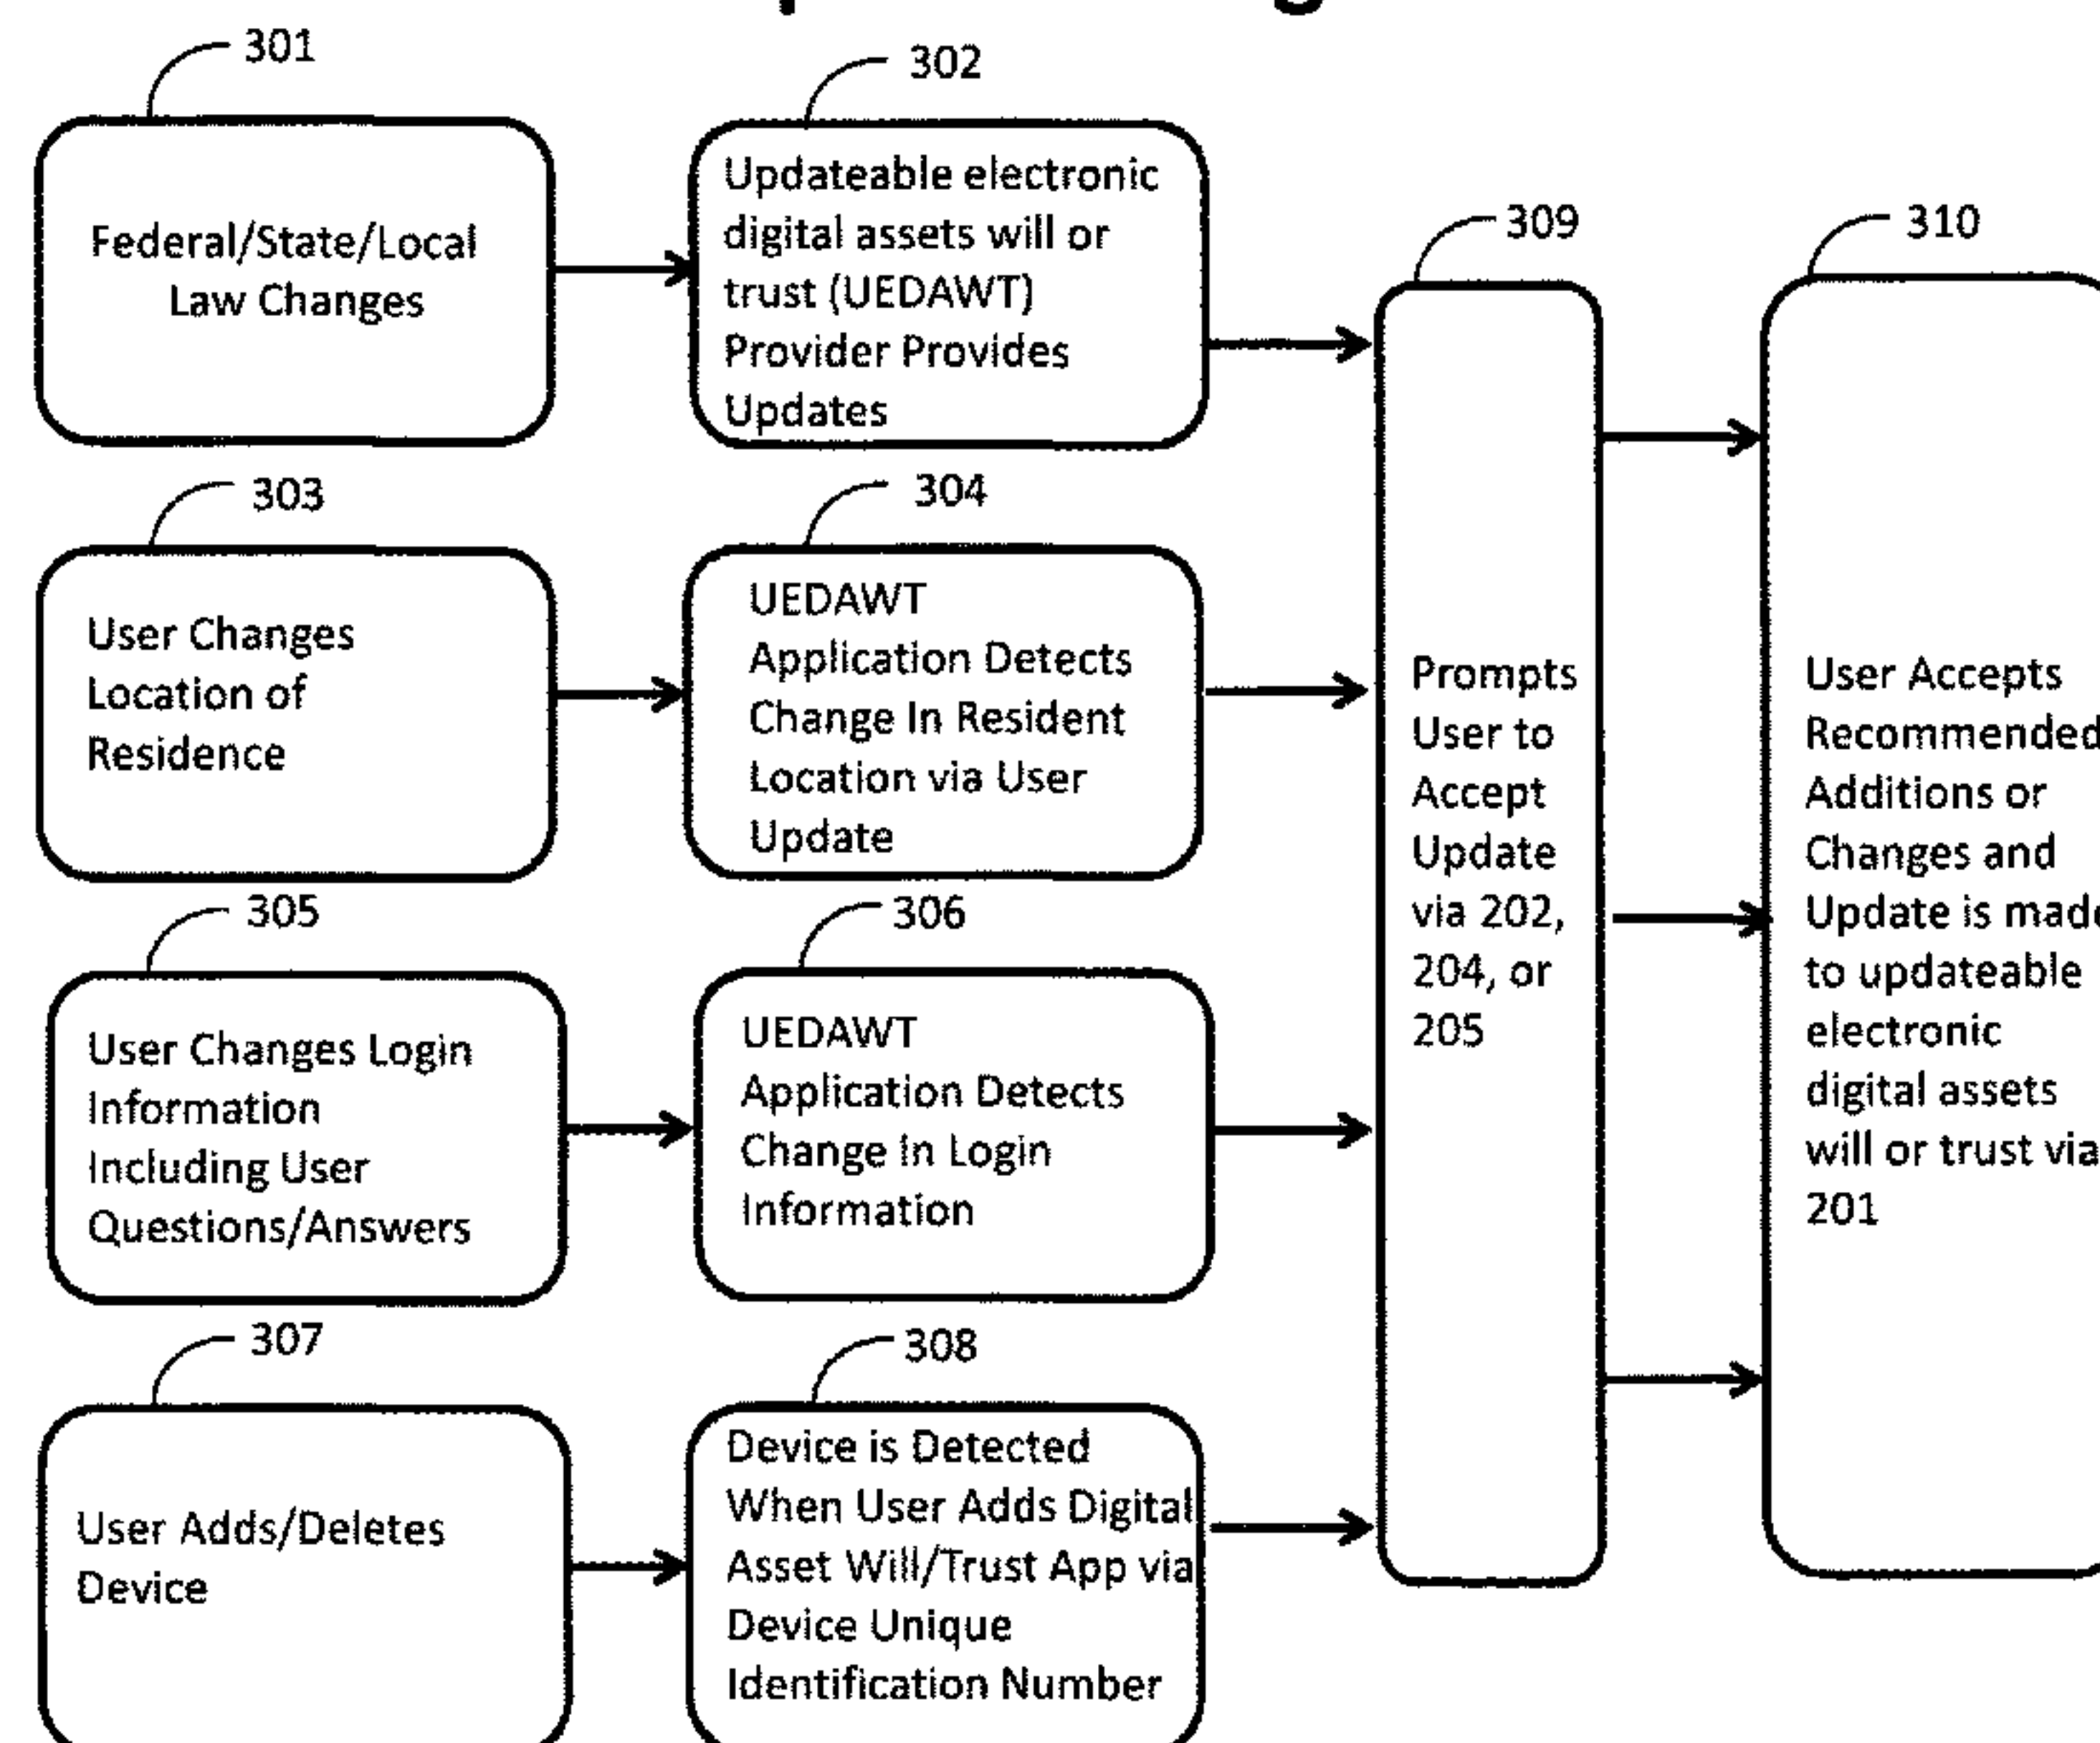 301
Federal/State/Local
Law Changes
302
Updateable electronic
digital assets will or
trust (UEDAWT)
Provider Provides
Updates
303
User Changes
Location of
Residence
304
UEDAWT
Application Detects
Change In Resident
Location via User
Update
305
User Changes Login
Information
Including User
Questions/Answers
306
UEDAWT
Application Detects
Change In Login
Information
307
User Adds/Deletes
Device
308
Device is Detected
When User Adds Digital
Asset Will/Trust App via
Device Unique
Identification Number
309
Prompts
User to
Accept
Update
via 202,
204, or
205
310
User Accepts
Recommended
Additions or
Changes and
Update is made
to updateable
electronic
digital assets
will or trust via
201